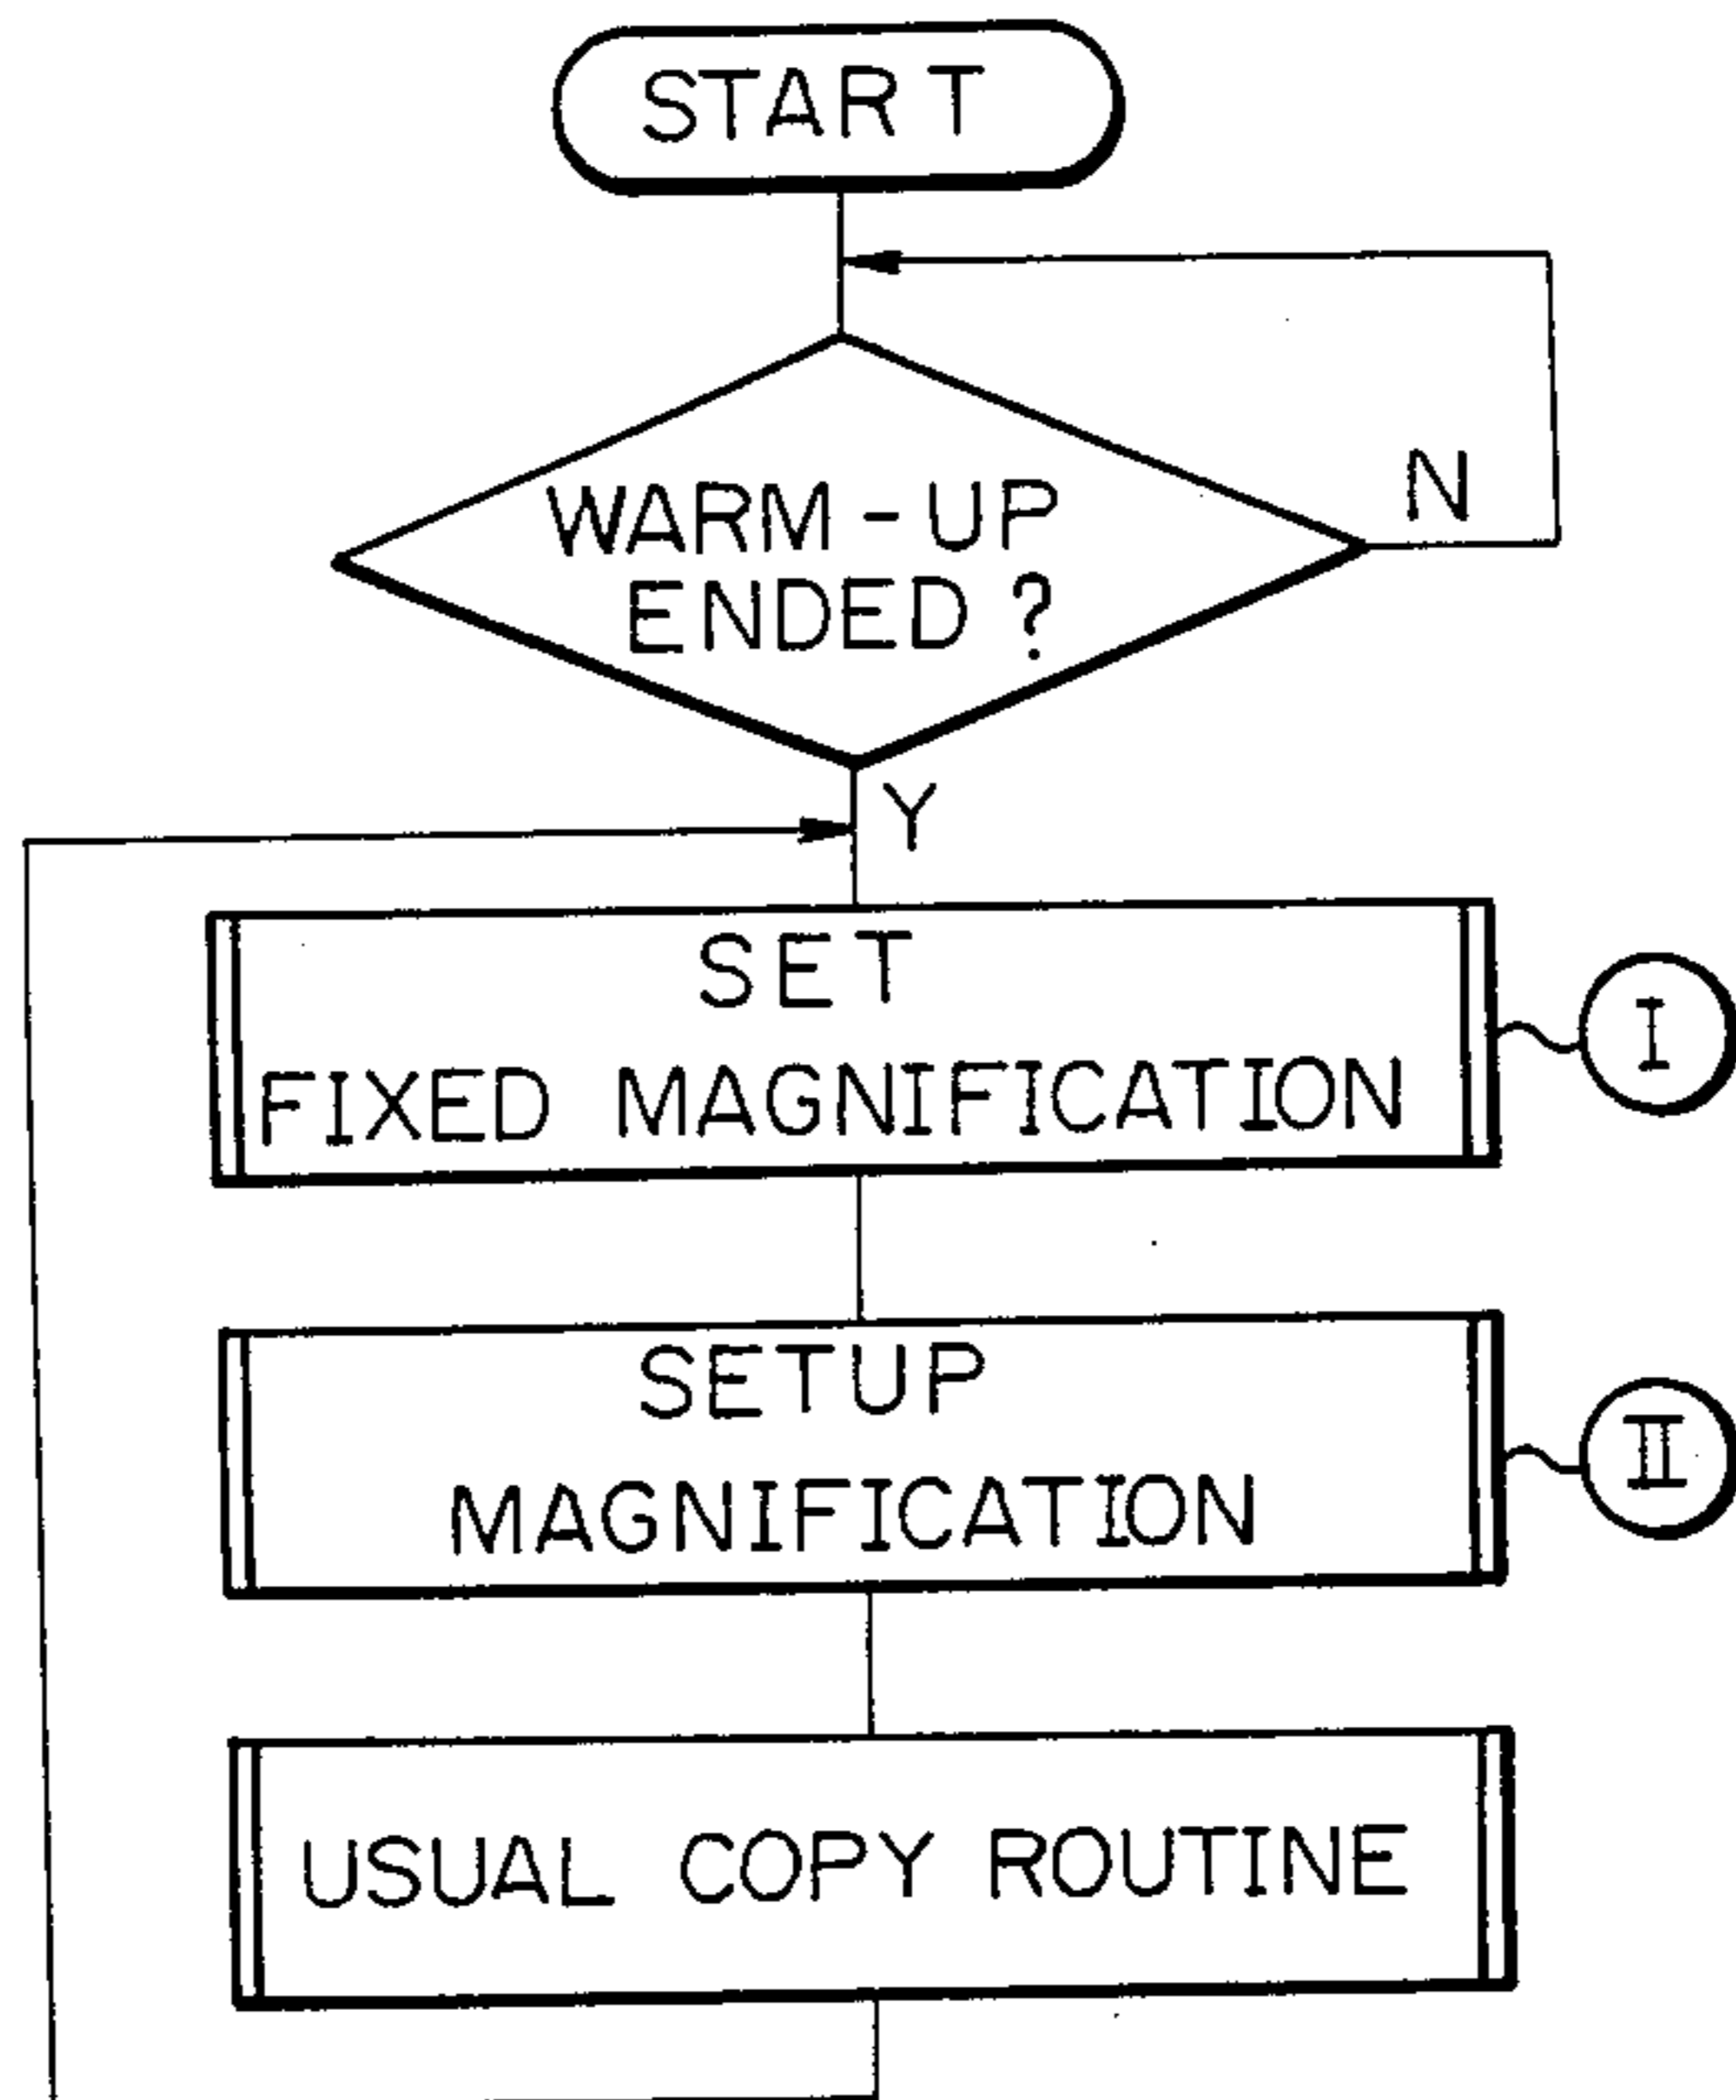 START
N
WARM-UP
ENDED?
Y
SET
FIXED MAGNIFICATION
I
SETUP
MAGNIFICATION
II
USUAL COPY ROUTINE